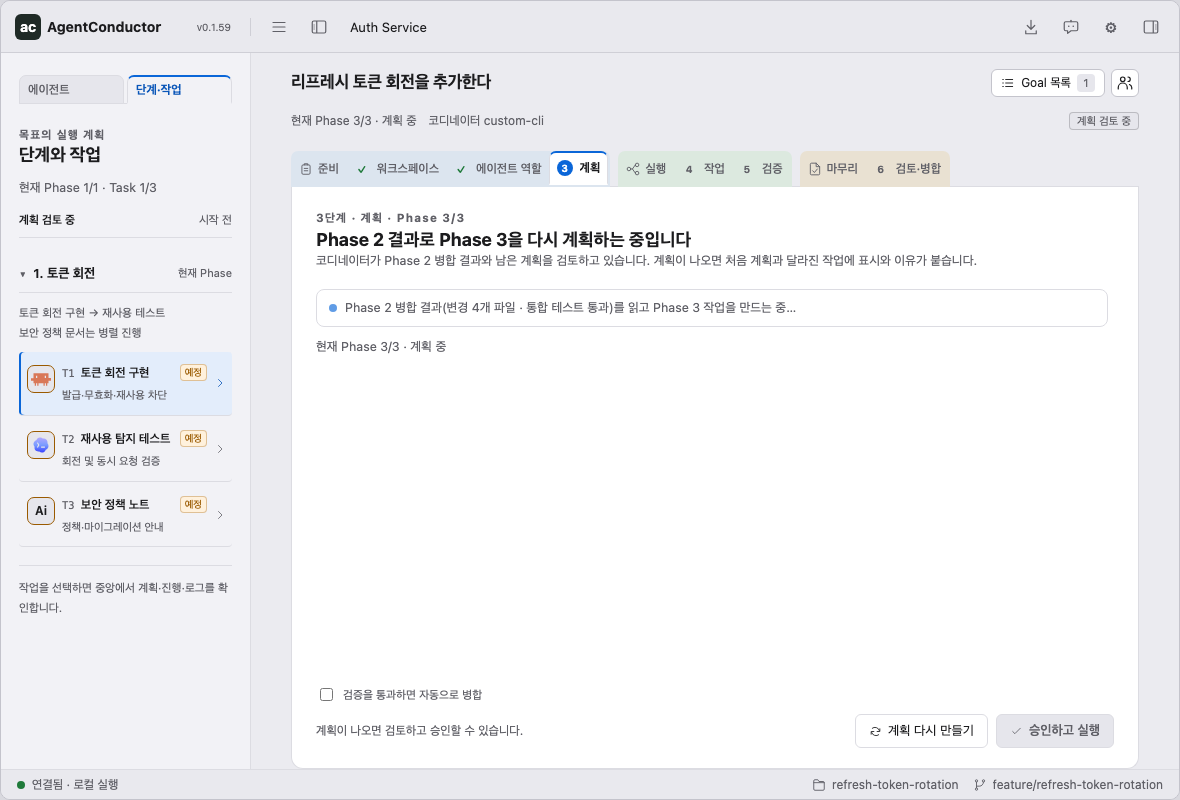 ac AgentConductor v0.1.59 Auth Service
에이전트 단계·작업
목표의 실행 계획
단계와 작업
현재 Phase 1/1 · Task 1/3
계획 검토 중 시작 전
1. 토큰 회전 현재 Phase
토큰 회전 구현 → 재사용 테스트
보안 정책 문서는 병렬 진행
T1 토큰 회전 구현 예정
발급·무효화·재사용 차단
T2 재사용 탐지 테스트 예정
회전 및 동시 요청 검증
Ai T3 보안 정책 노트 예정
정책·마이그레이션 안내
작업을 선택하면 중앙에서 계획·진행·로그를 확
인합니다.
리프레시 토큰 회전을 추가한다
Goal 목록 1
현재 Phase 3/3 · 계획 중 코디네이터 custom-cli
계획 검토 중
준비 워크스페이스 에이전트 역할 3 계획 실행 4 작업 5 검증 마무리 6 검토·병합
3단계 · 계획 · Phase 3/3
Phase 2 결과로 Phase 3을 다시 계획하는 중입니다
코디네이터가 Phase 2 병합 결과와 남은 계획을 검토하고 있습니다. 계획이 나오면 처음 계획과 달라진 작업에 표시와 이유가 붙습니다.
Phase 2 병합 결과(변경 4개 파일 · 통합 테스트 통과)를 읽고 Phase 3 작업을 만드는 중…
현재 Phase 3/3 · 계획 중
검증을 통과하면 자동으로 병합
계획이 나오면 검토하고 승인할 수 있습니다.
계획 다시 만들기 승인하고 실행
연결됨 · 로컬 실행 refresh-token-rotation feature/refresh-token-rotation